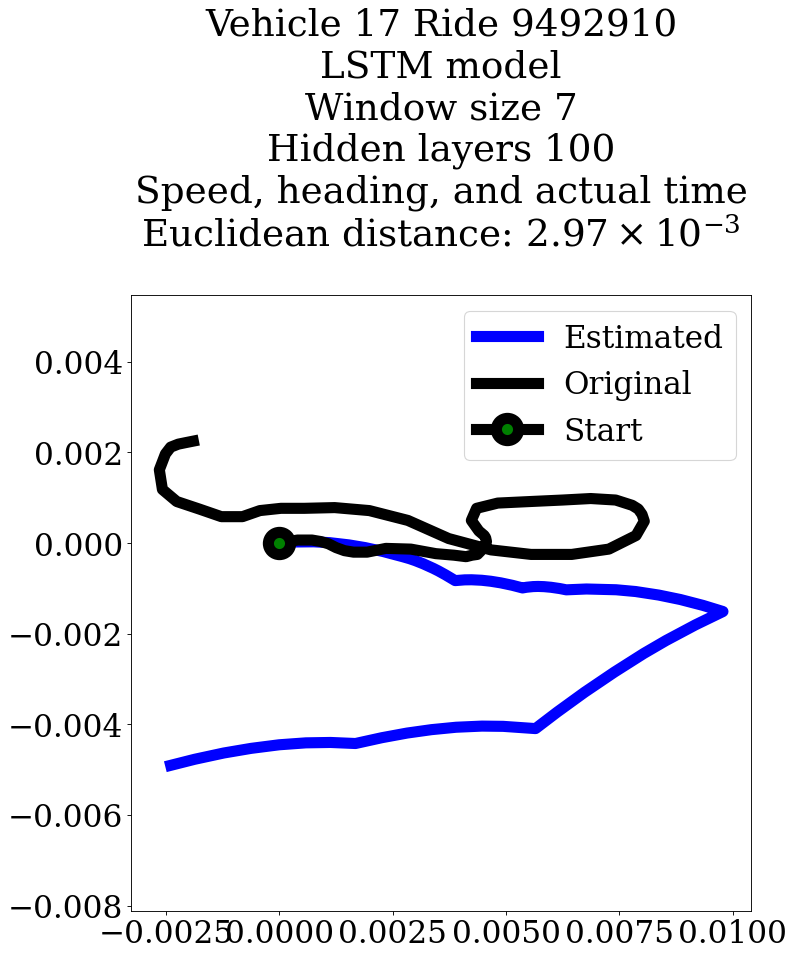 Vehicle 17 Ride 9492910
LSTM model
Window size 7
Hidden layers 100
Speed, heading, and actual time
Euclidean distance: 2.97 × 10⁻³
Estimated
Original
Start
0.004
0.002
0.000
−0.002
−0.004
−0.006
−0.008
−0.0025 0.0000 0.0025 0.0050 0.0075 0.0100